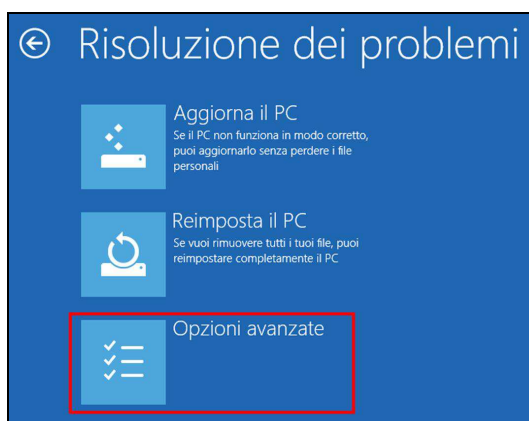 Risoluzione dei problemi
Aggiorna il PC
Se il PC non funziona in modo corretto,
puoi aggiornarlo senza perdere i file
personali
Reimposta il PC
Se vuoi rimuovere tutti i tuoi file, puoi
reimpostare completamente il PC
Opzioni avanzate